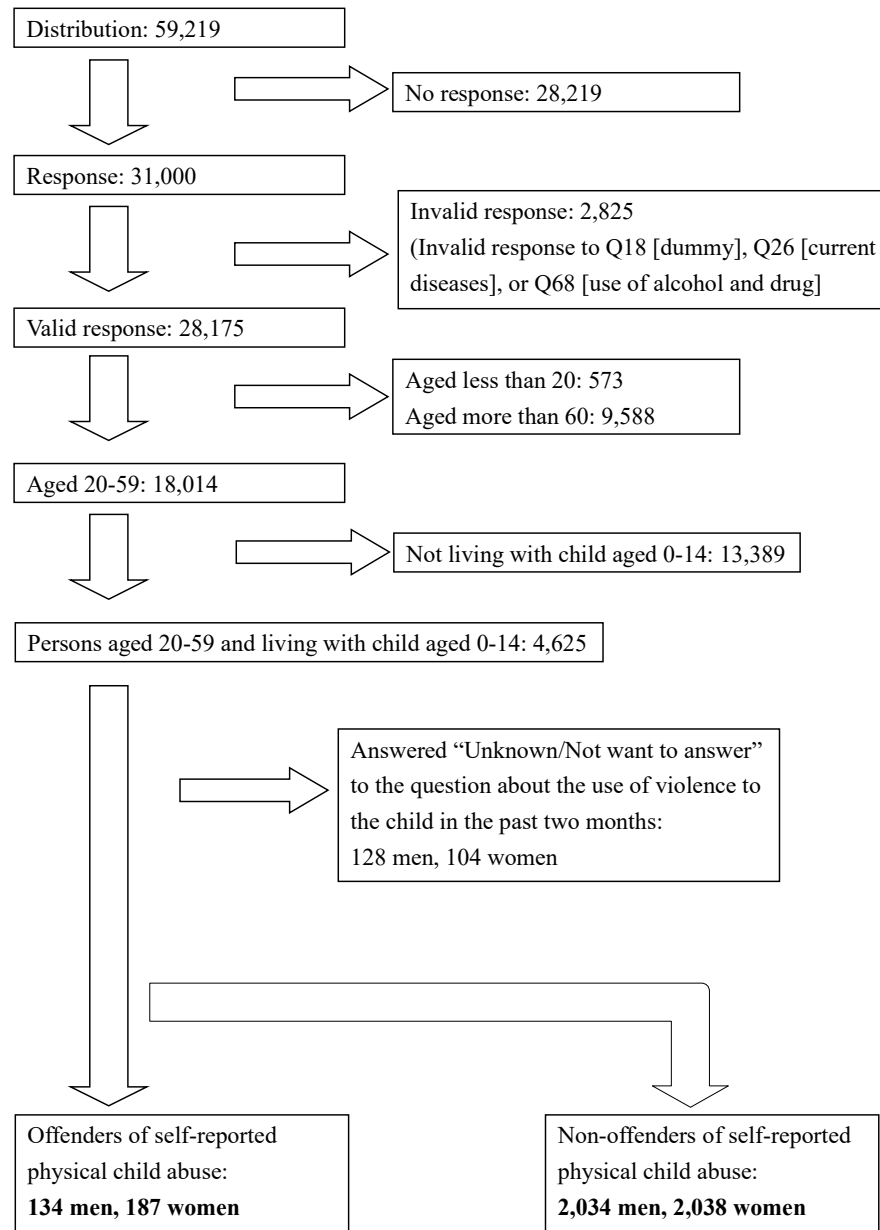 Distribution: 59,219
No response: 28,219
Response: 31,000
Invalid response: 2,825
(Invalid response to Q18 [dummy], Q26 [current
diseases], or Q68 [use of alcohol and drug]
Valid response: 28,175
Aged less than 20: 573
Aged more than 60: 9,588
Aged 20-59: 18,014
Not living with child aged 0-14: 13,389
Persons aged 20-59 and living with child aged 0-14: 4,625
Answered “Unknown/Not want to answer”
to the question about the use of violence to
the child in the past two months:
128 men, 104 women
Offenders of self-reported
physical child abuse:
134 men, 187 women
Non-offenders of self-reported
physical child abuse:
2,034 men, 2,038 women